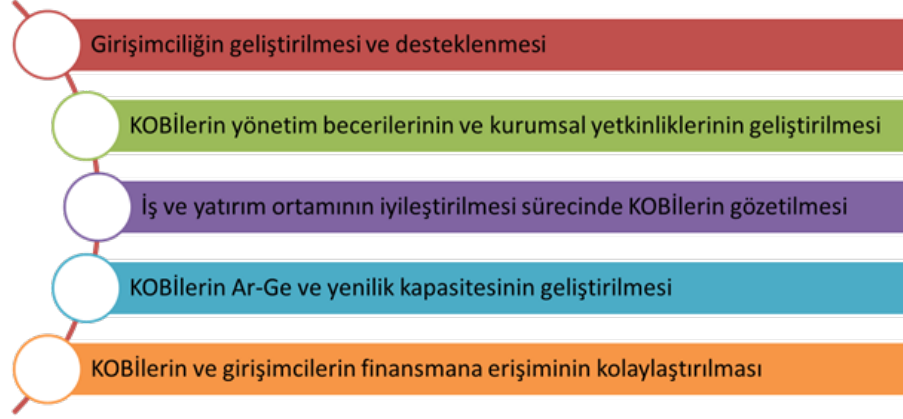 Girişimciliğin geliştirilmesi ve desteklenmesi
KOBİlerin yönetim becerilerinin ve kurumsal yetkinliklerinin geliştirilmesi
İş ve yatırım ortamının iyileştirilmesi sürecinde KOBİlerin gözetilmesi
KOBİlerin Ar-Ge ve yenilik kapasitesinin geliştirilmesi
KOBİlerin ve girişimcilerin finansmana erişiminin kolaylaştırılması